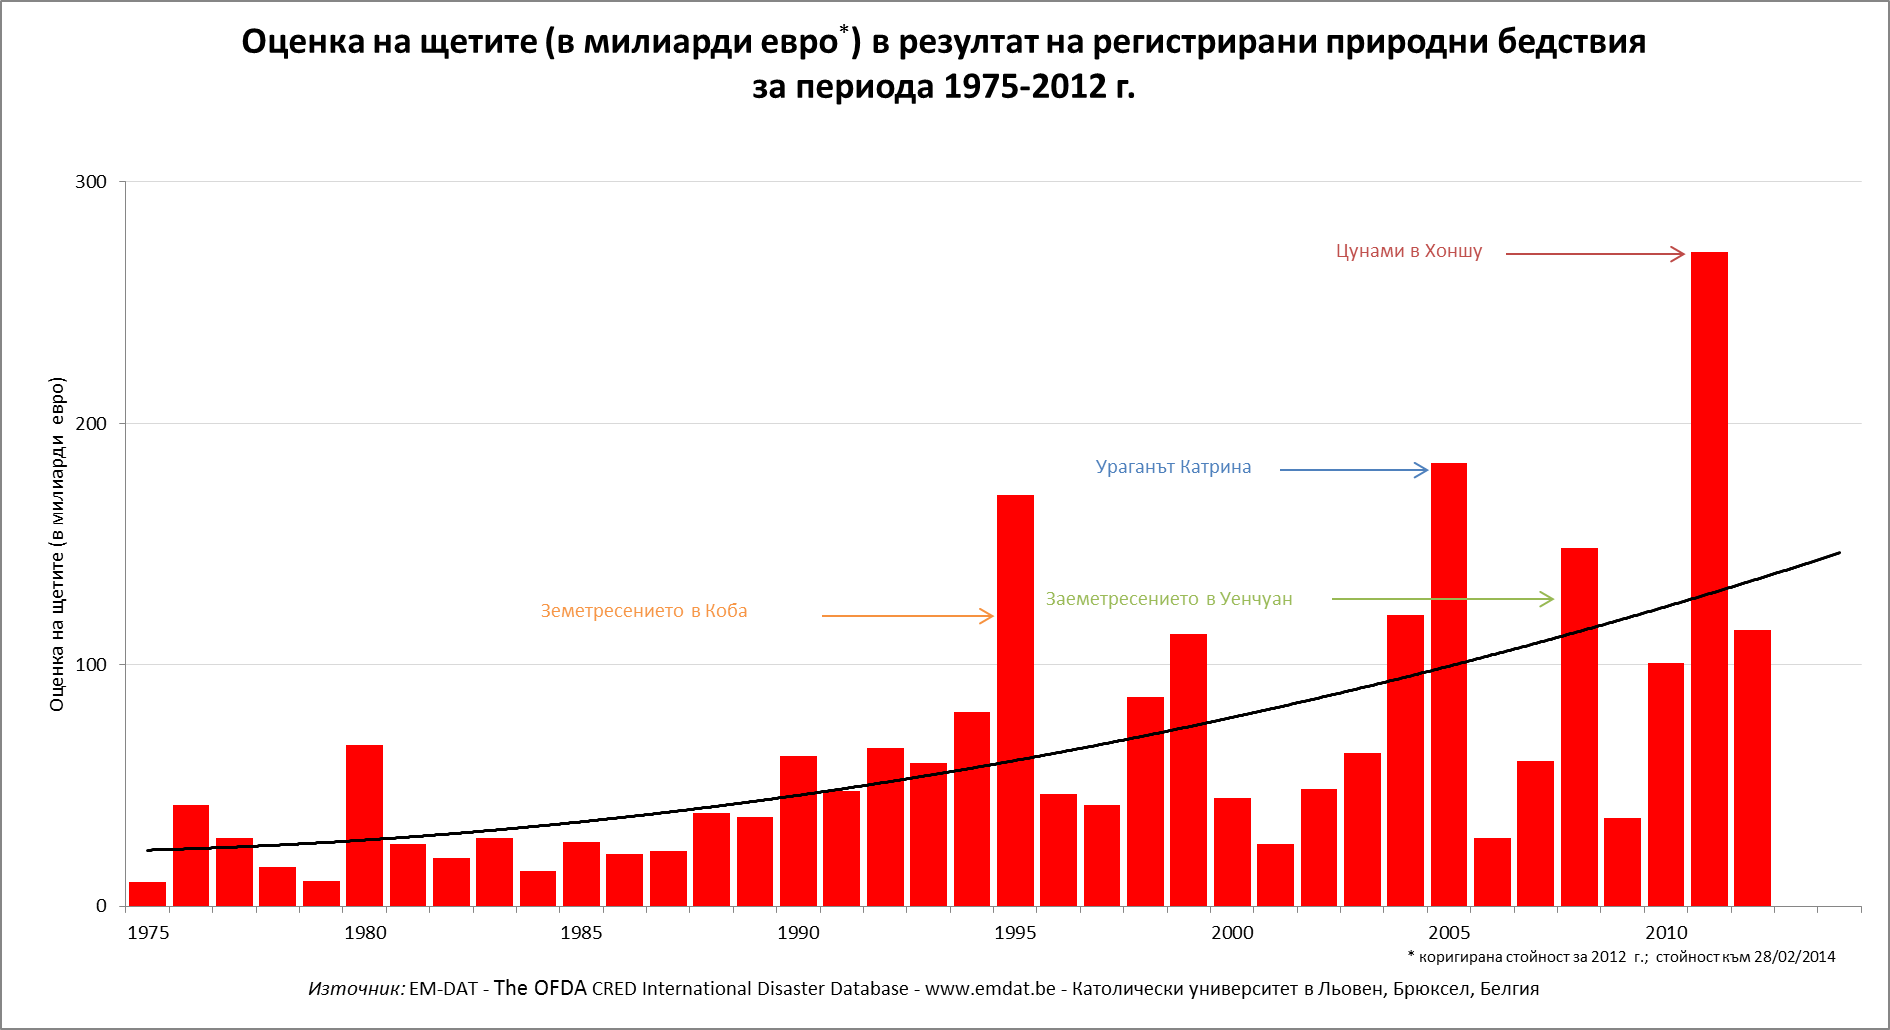 Оценка на щетите (в милиарди евро*) в резултат на регистрирани природни бедствия
за периода 1975-2012 г.
Оценка на щетите (в милиарди евро)
300
200
100
0
Цунами в Хоншу
Ураганът Катрина
Заеметресението в Уенчуан
Земетресението в Коба
1975
1980
1985
1990
1995
2000
2005
2010
* коригирана стойност за 2012 г.; стойност към 28/02/2014
Източник: EM-DAT - The OFDA CRED International Disaster Database - www.emdat.be - Католически университет в Льовен, Брюксел, Белгия